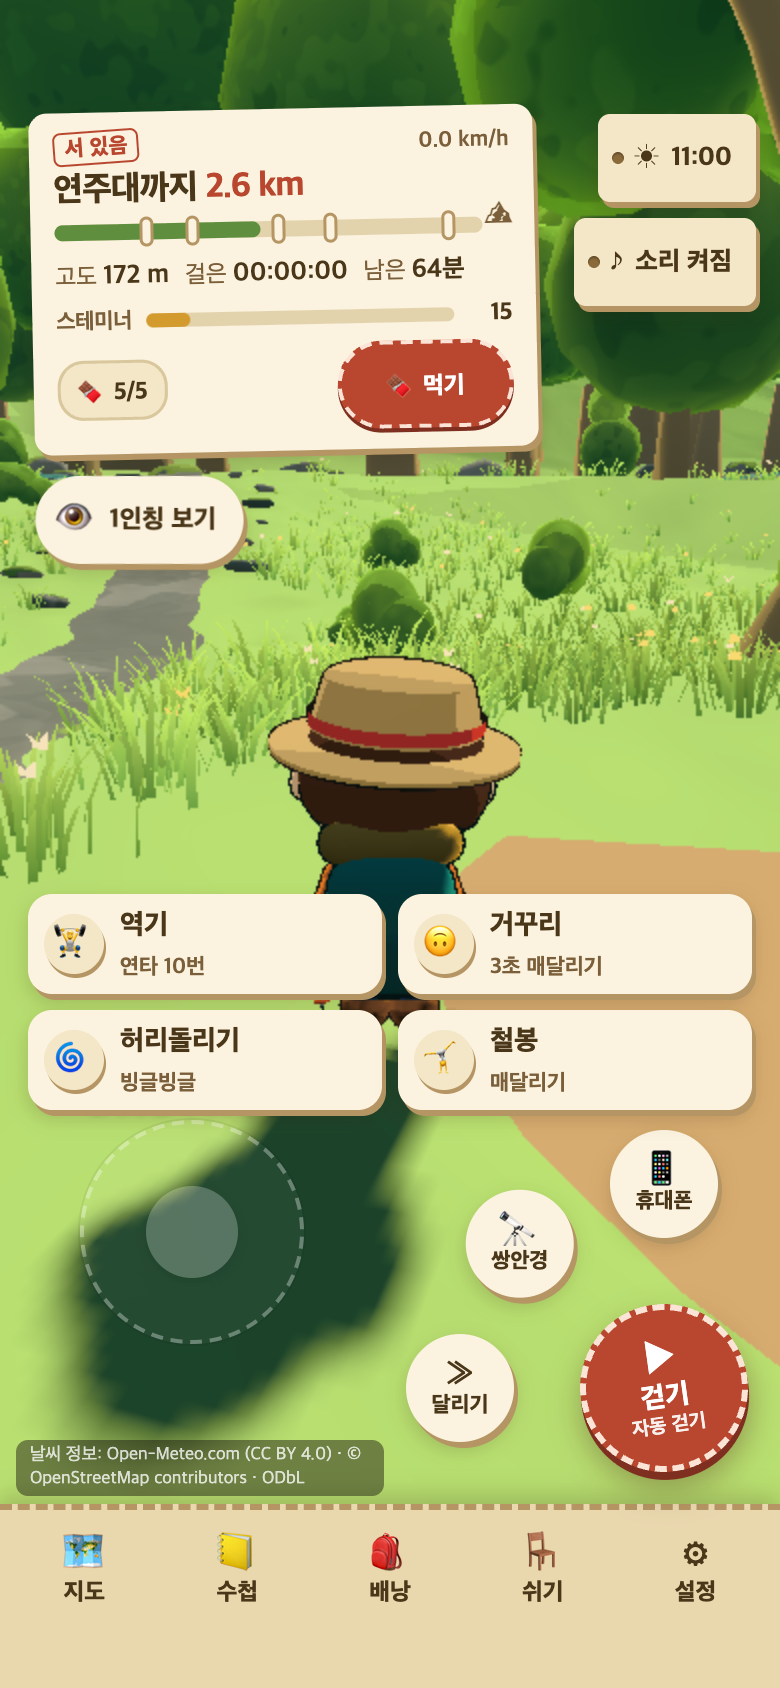 서 있음
0.0 km/h
연주대까지 2.6 km
고도 172 m 걸은 00:00:00 남은 64분
스테미너 15
5/5
먹기
☀ 11:00
♪ 소리 켜짐
1인칭 보기
역기
연타 10번
거꾸리
3초 매달리기
허리돌리기
빙글빙글
철봉
매달리기
휴대폰
쌍안경
달리기
걷기
자동 걷기
날씨 정보: Open-Meteo.com (CC BY 4.0) · ©
OpenStreetMap contributors · ODbL
지도
수첩
배낭
쉬기
설정